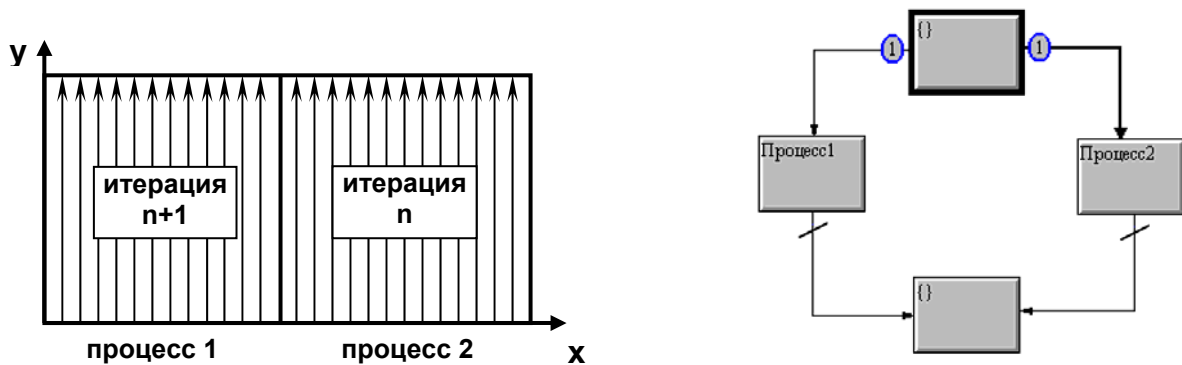 y
итерация
n+1
итерация
n
процесс 1
процесс 2
x
{}
1
1
Процесс1
Процесс2
{}